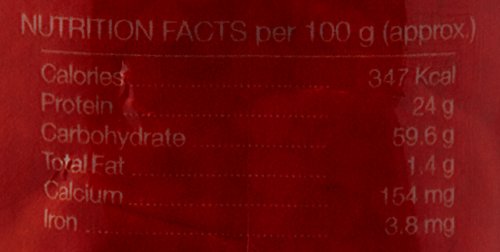 NUTRITION FACTS per 100 g (approx.)
Calories ........................ 347 Kcal
Protein ........................ 24 g
Carbohydrate ........................ 59.6 g
Total Fat ........................ 1.4 g
Calcium ........................ 154 mg
Iron ........................ 3.8 mg